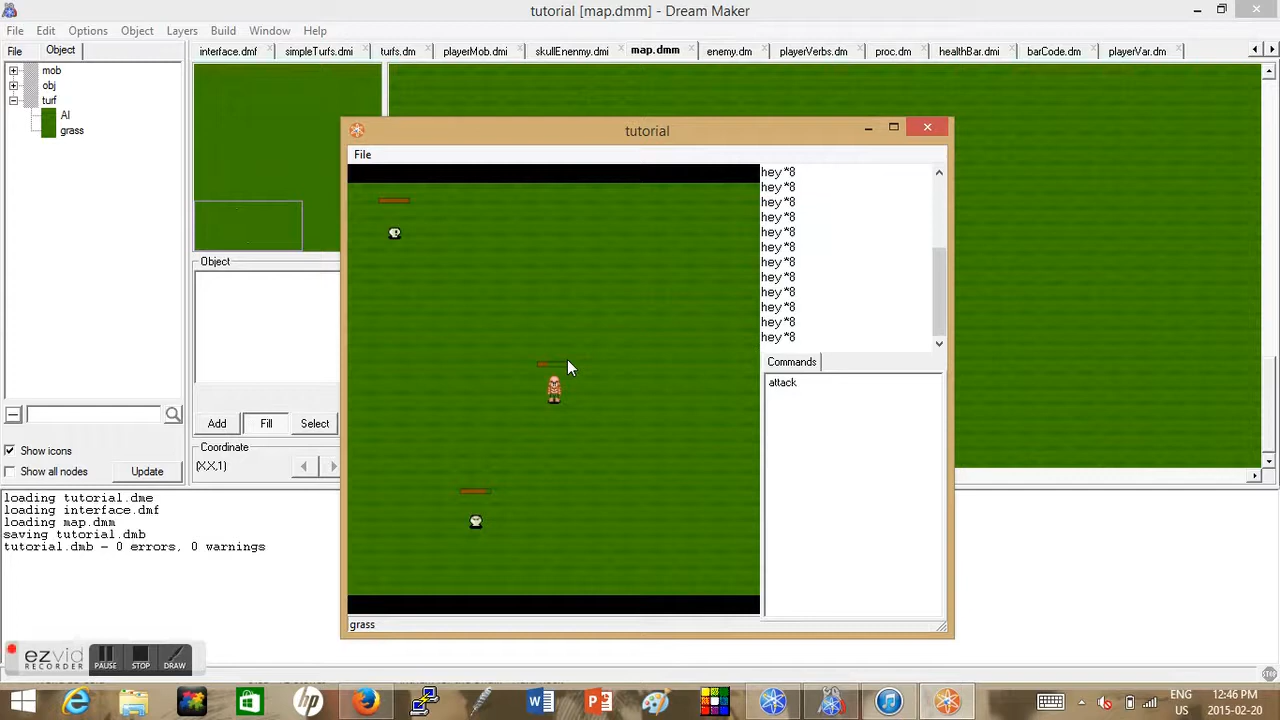 tutorial [map.dmm] - Dream Maker
File Edit Options Object Layers Build Window Help
File Object interface.dmf simpleTurfs.dmi turfs.dm playerMob.dmi skullEnenmy.dmi map.dmm enemy.dm playerVerbs.dm proc.dm healthBar.dmi barCode.dm playerVar.dm
mob
obj
turf
AI
grass
tutorial
File
hey*8
hey*8
hey*8
hey*8
hey*8
hey*8
hey*8
hey*8
hey*8
hey*8
hey*8
hey*8
Commands
attack
grass
Object
Add Fill Select
Coordinate
(X,X,1)
Show icons
Show all nodes Update
loading tutorial.dme
loading interface.dmf
loading map.dmm
saving tutorial.dmb
tutorial.dmb - 0 errors, 0 warnings
ezvid
RECORDER
PAUSE STOP DRAW
ENG
US
12:46 PM
2015-02-20